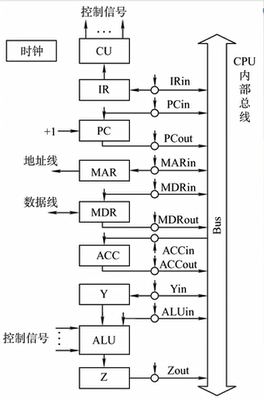 控制信号
时钟
CU
CPU
内部
总线
IR
IRin
PCin
+1
PC
PCout
地址线
MAR
MARin
MDRin
数据线
MDR
MDRout
Bus
ACC
ACCin
ACCout
Y
Yin
ALUin
控制信号
ALU
Z
Zout